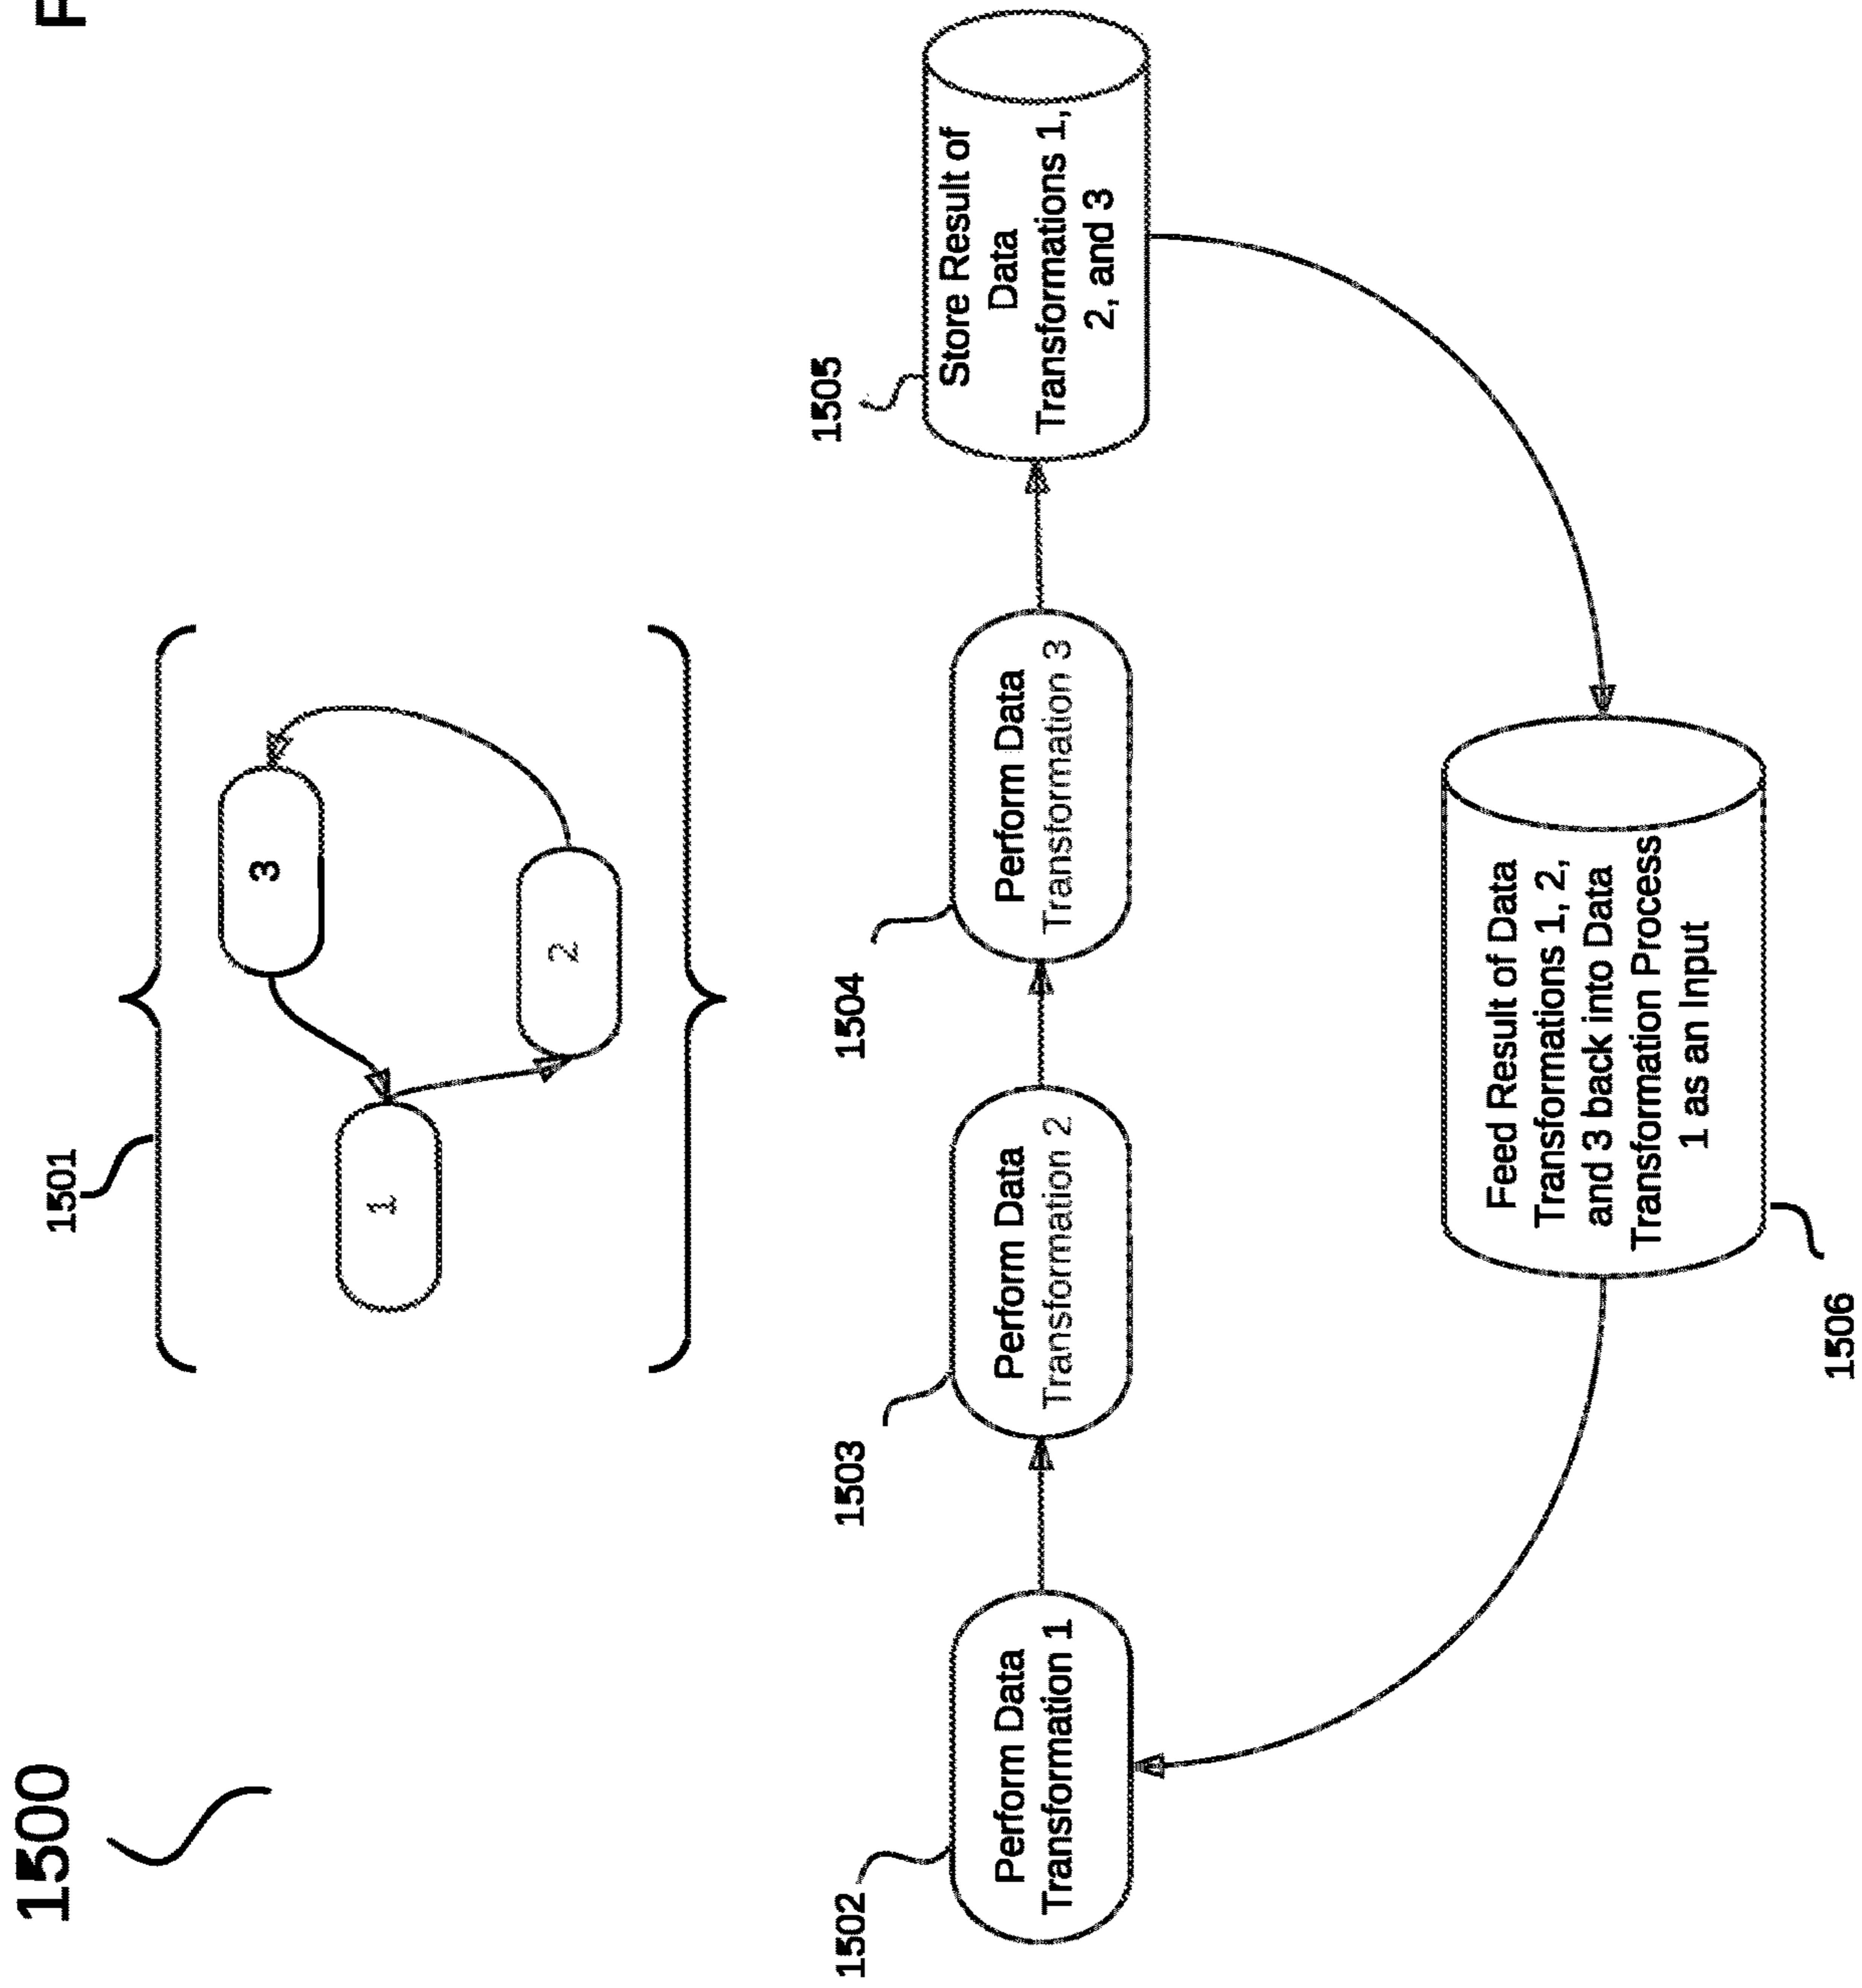 1500
F
1501
1
2
3
1502
Perform Data
Transformation 1
1503
Perform Data
Transformation 2
1504
Perform Data
Transformation 3
1505
Store Result of
Data
Transformations 1,
2, and 3
Feed Result of Data
Transformations 1, 2,
and 3 back into Data
Transformation Process
1 as an Input
1506